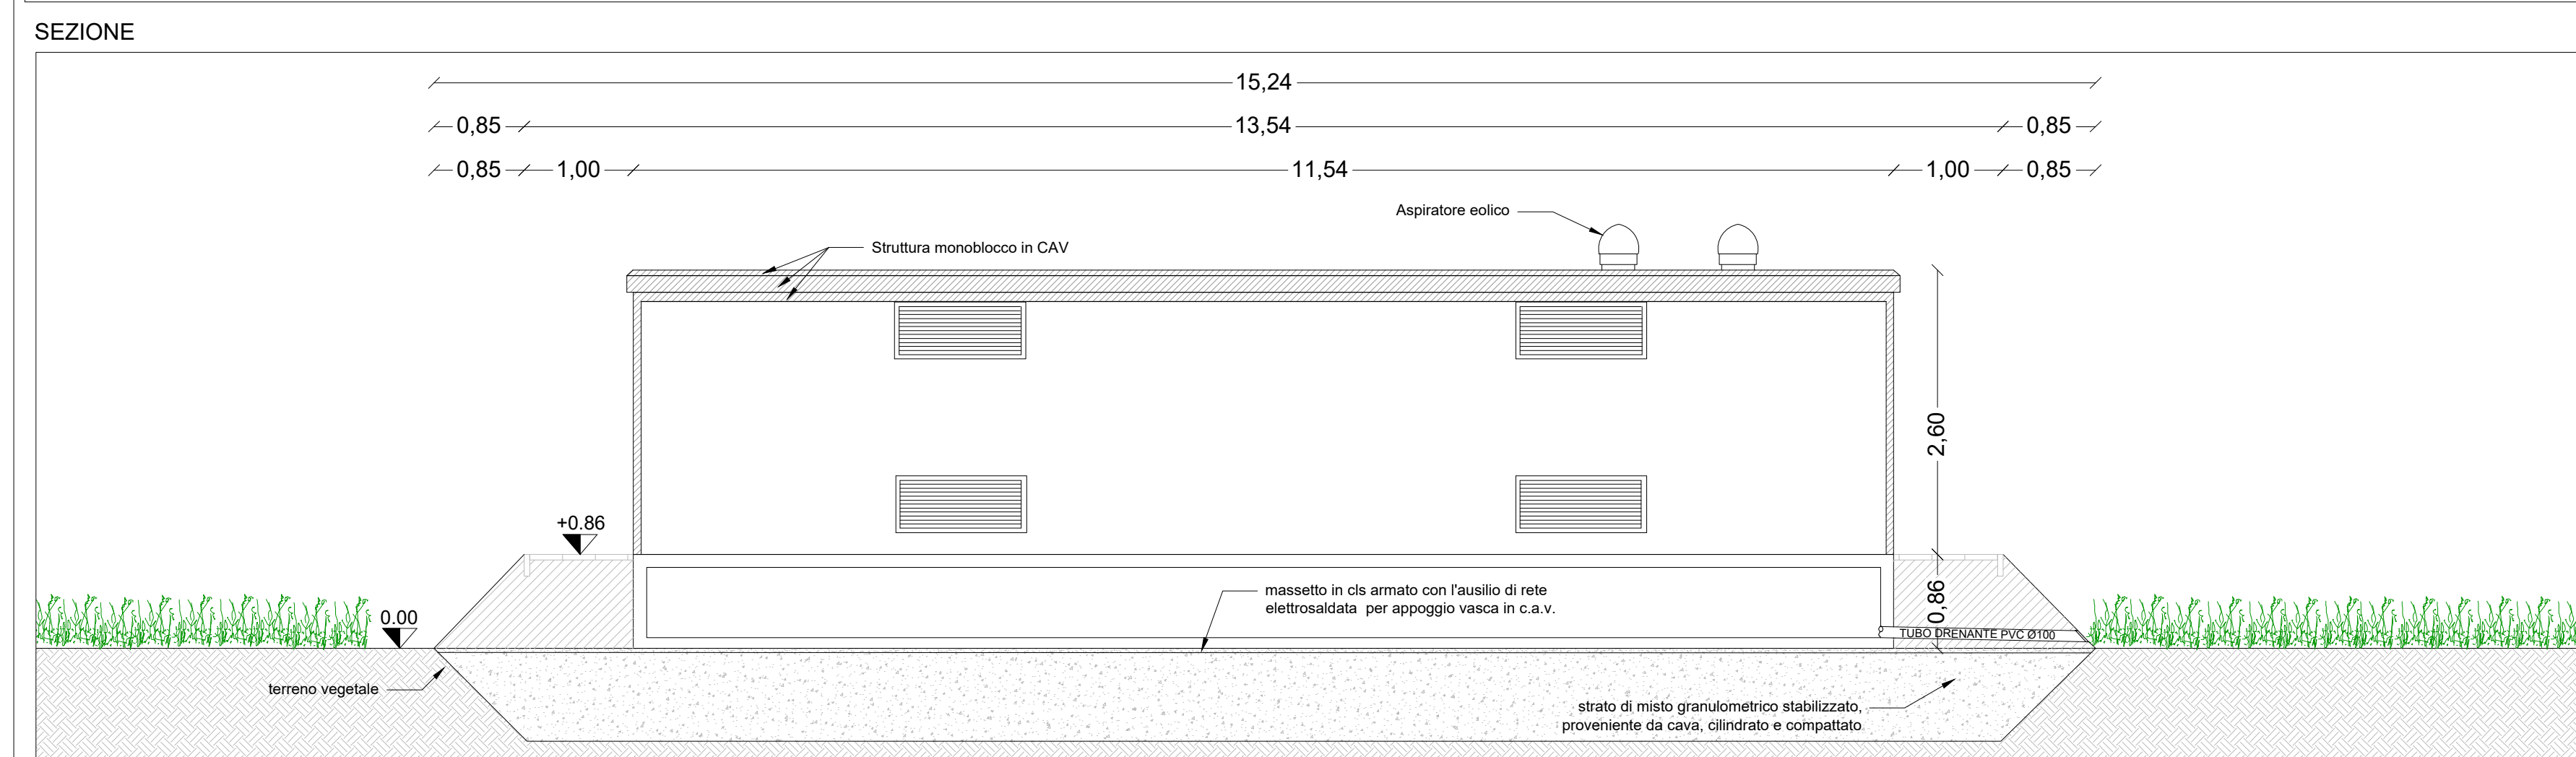 SEZIONE
15,24
0,85
13,54
0,85
0,85
1,00
11,54
1,00
0,85
Aspiratore eolico
Struttura monoblocco in CAV
2,60
+0.86
0.00
massetto in cls armato con l'ausilio di rete
elettrosaldata per appoggio vasca in c.a.v.
0,86
TUBO DRENANTE PVC Ø100
terreno vegetale
strato di misto granulometrico stabilizzato,
proveniente da cava, cilindrato e compattato